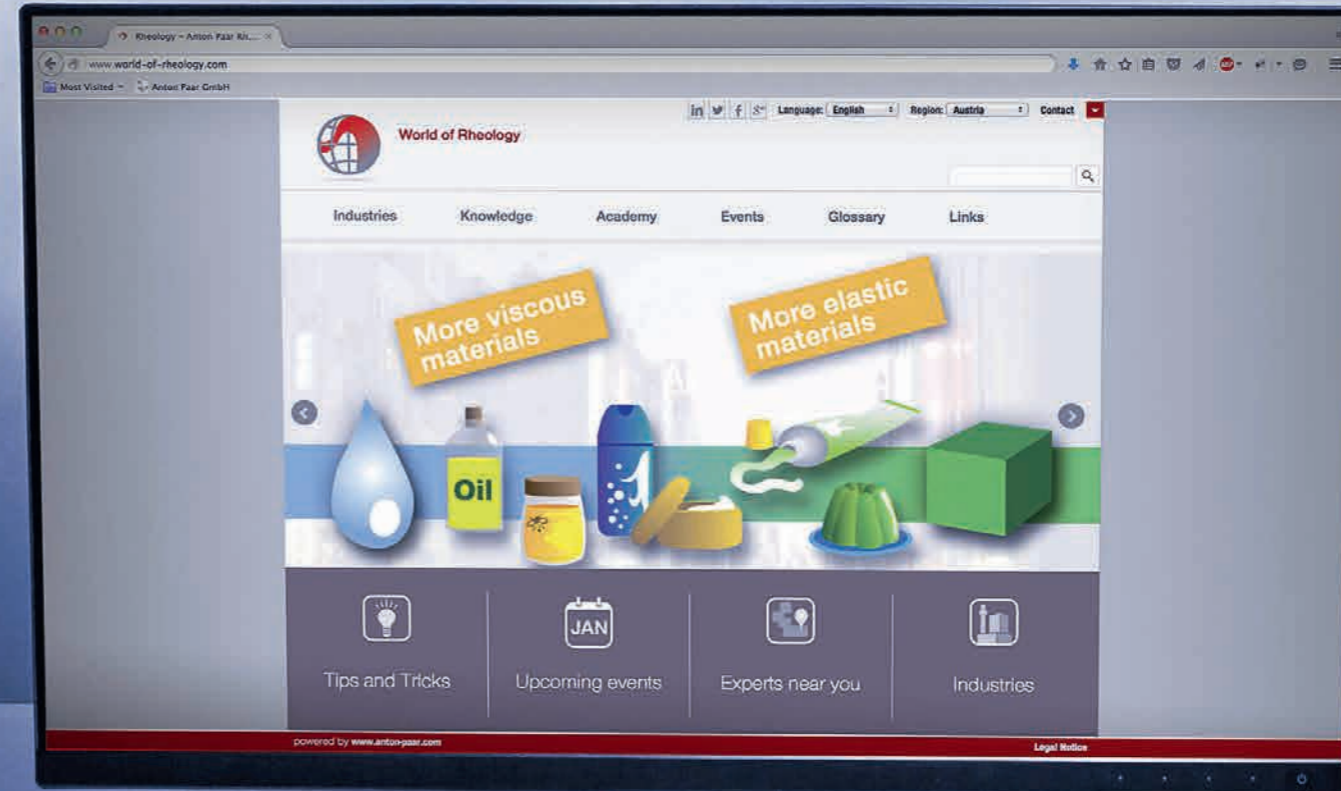 Rheology – Anton Paar
www.world-of-rheology.com
Most Visited
Anton Paar GmbH
in f Language: English Region: Austria Contact
World of Rheology
Industries Knowledge Academy Events Glossary Links
More viscous
materials
More elastic
materials
Oil
JAN
Tips and Tricks Upcoming events Experts near you Industries
powered by www.anton-paar.com
Legal Notice